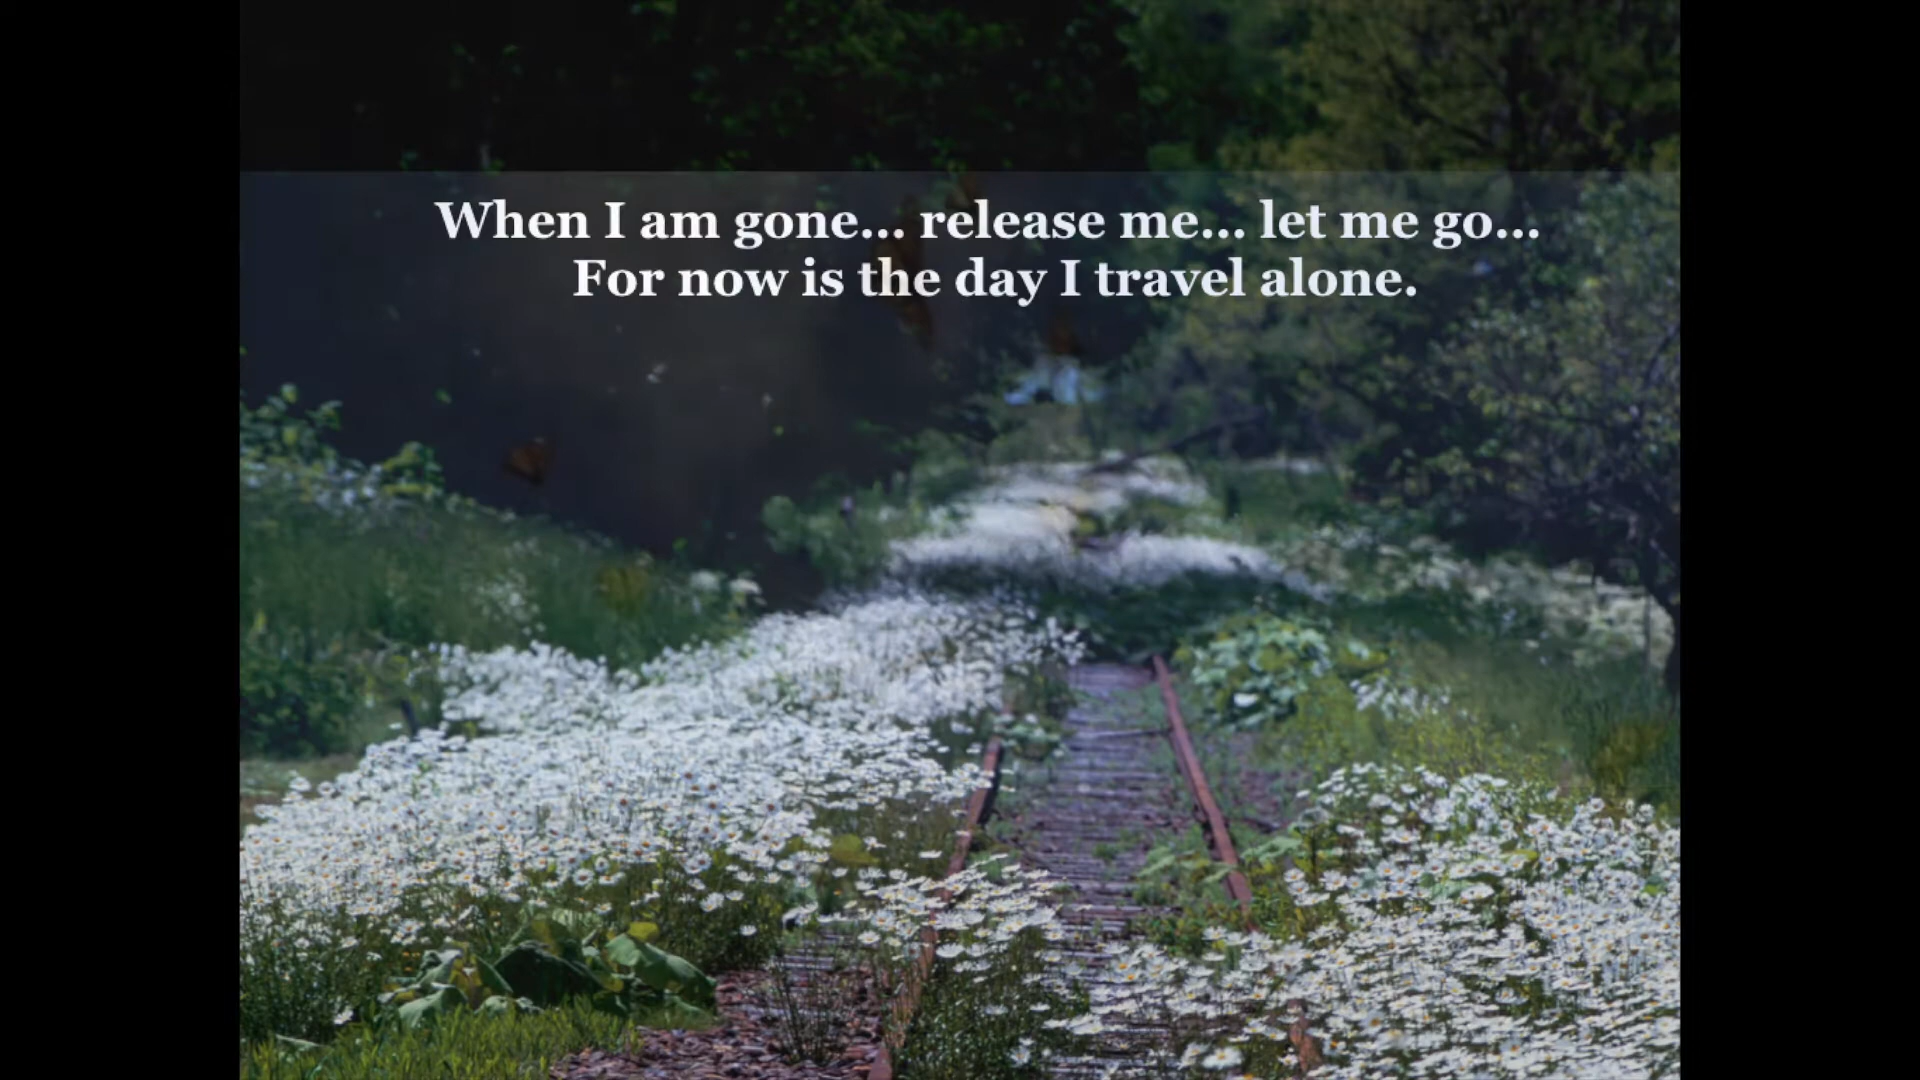 When I am gone... release me... let me go...
For now is the day I travel alone.